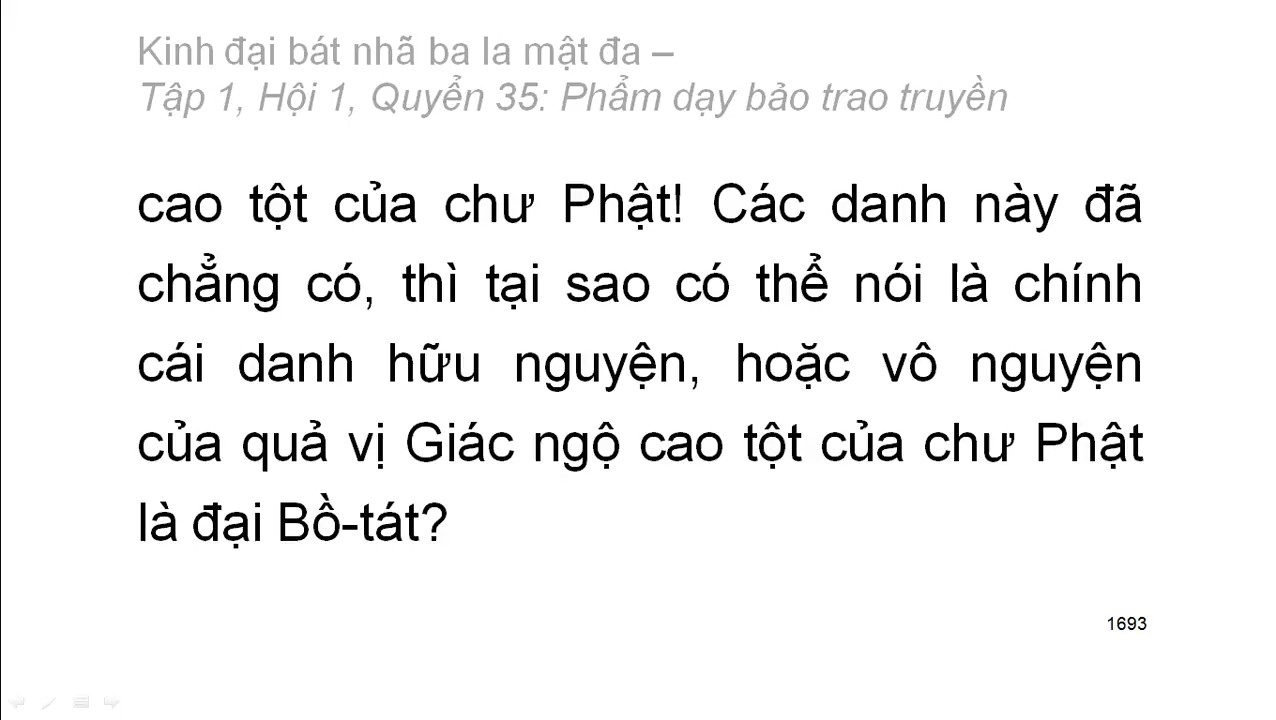 Kinh đại bát nhã ba la mật đa –
Tập 1, Hội 1, Quyển 35: Phẩm dạy bảo trao truyền
cao tột của chư Phật! Các danh này đã
chẳng có, thì tại sao có thể nói là chính
cái danh hữu nguyện, hoặc vô nguyện
của quả vị Giác ngộ cao tột của chư Phật
là đại Bồ-tát?
1693